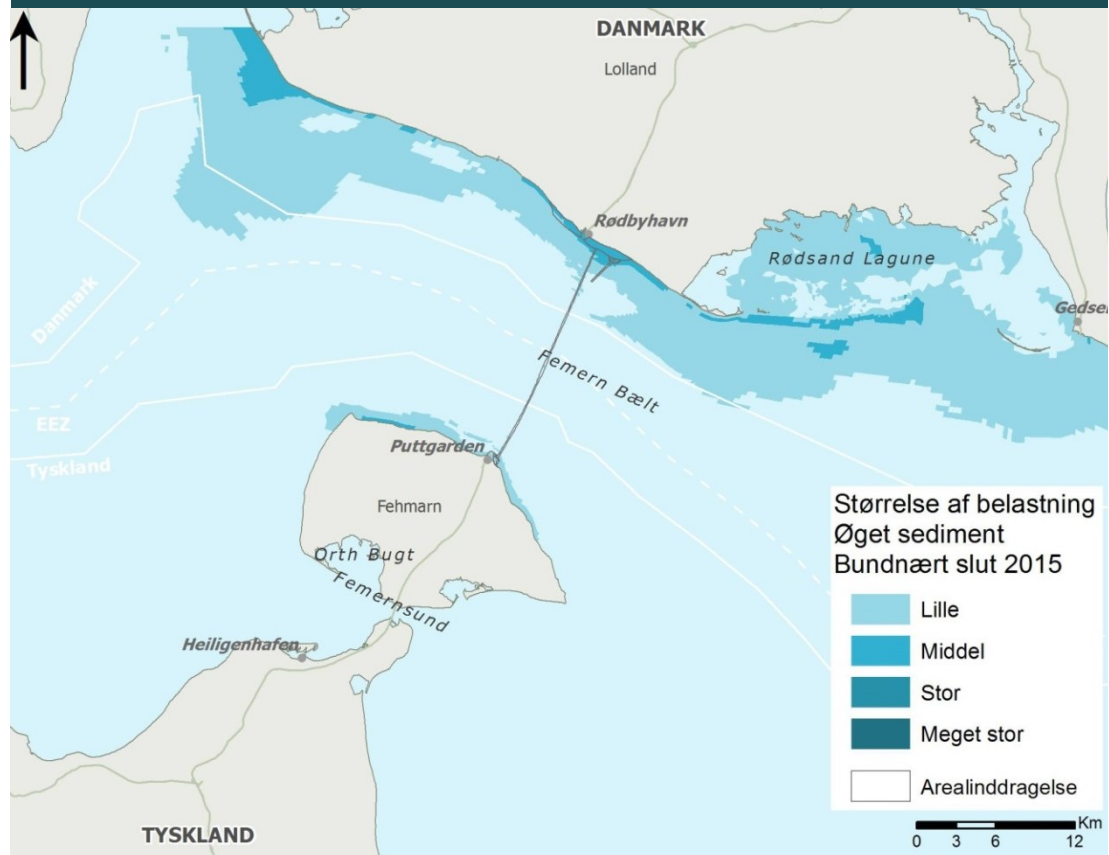 DANMARK
Lolland
Rødbyhavn
Rødsand Lagune
Gedser
Danmark
Femern Bælt
EEZ
Tyskland
Puttgarden
Fehmarn
Orth Bugt
Femernsund
Heiligenhafen
TYSKLAND
Størrelse af belastning
Øget sediment
Bundnært slut 2015
Lille
Middel
Stor
Meget stor
Arealinddragelse
Km
0 3 6 12